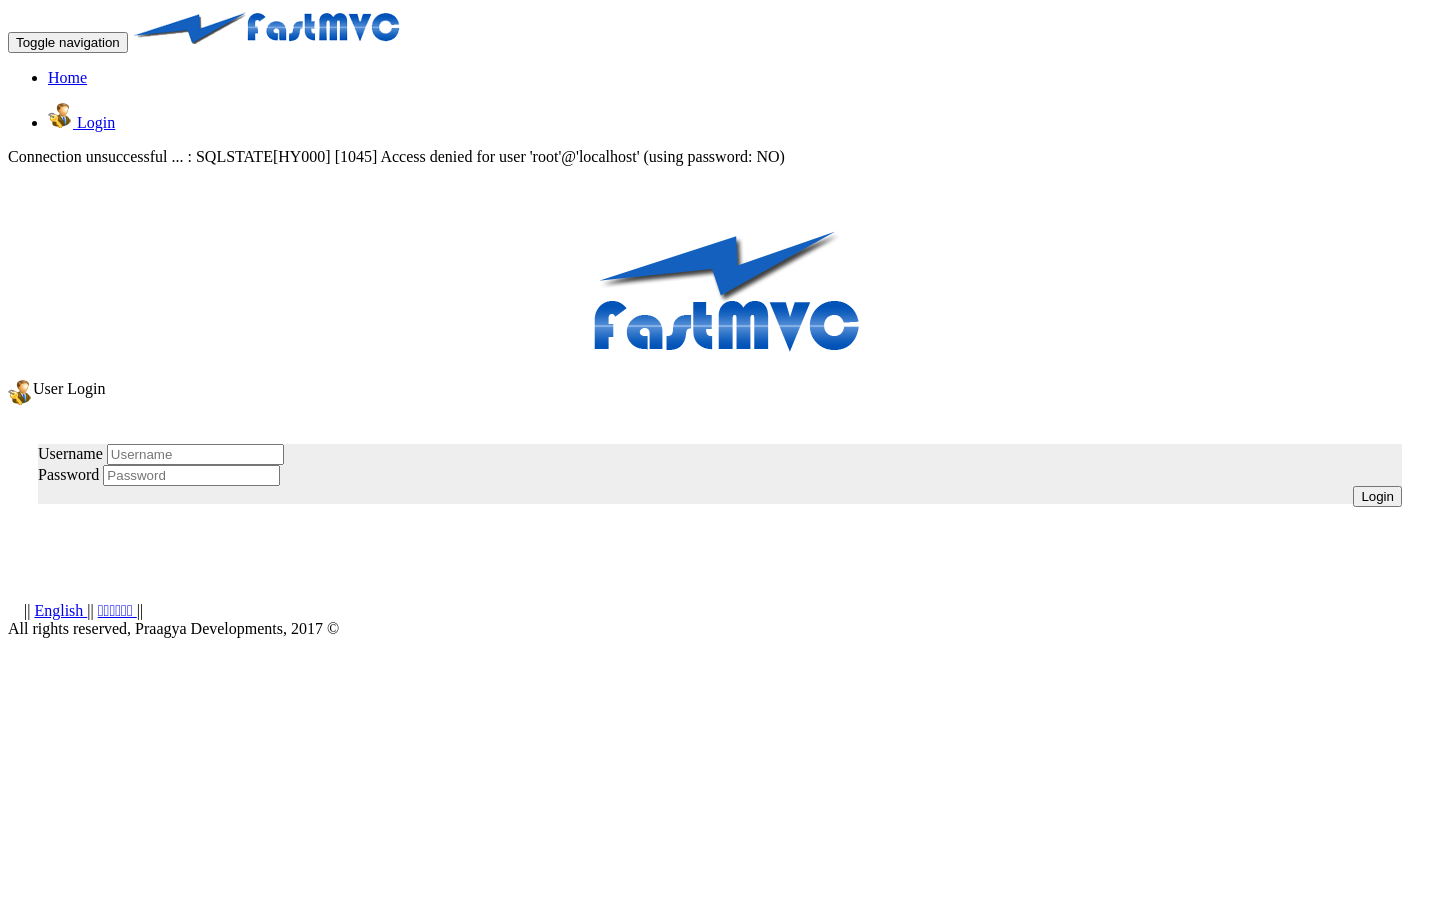 Toggle navigation FastMVC
Home
Login
Connection unsuccessful ... : SQLSTATE[HY000] [1045] Access denied for user 'root'@'localhost' (using password: NO)
FastMVC
User Login
Username Username
Password Password
Login
|| English || ||
All rights reserved, Praagya Developments, 2017 ©